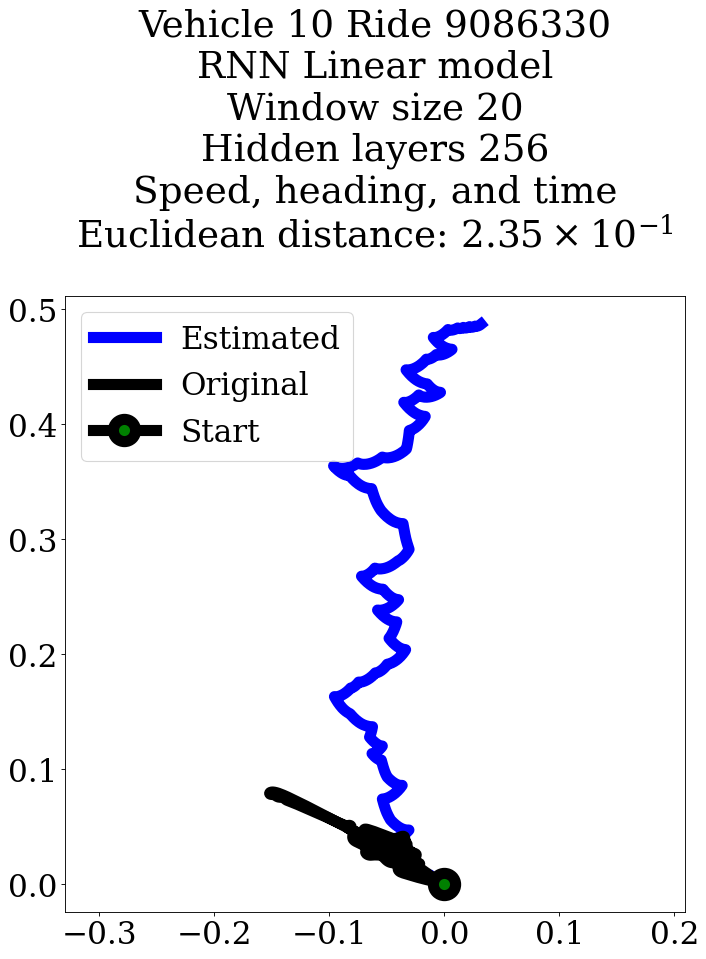 Vehicle 10 Ride 9086330
RNN Linear model
Window size 20
Hidden layers 256
Speed, heading, and time
Euclidean distance: 2.35 × 10⁻¹
Estimated
Original
Start
0.5
0.4
0.3
0.2
0.1
0.0
−0.3 −0.2 −0.1 0.0 0.1 0.2